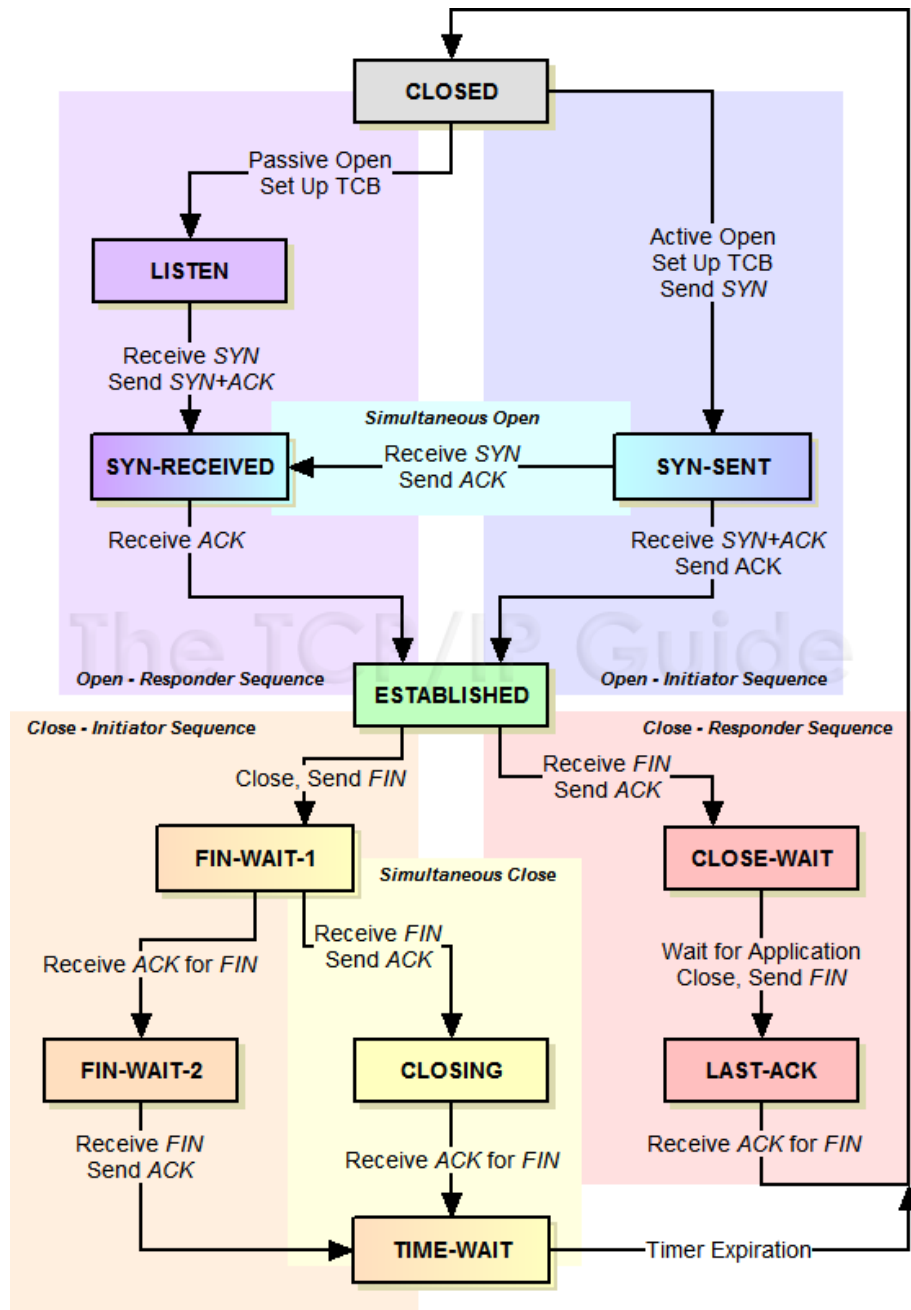 CLOSED
Passive Open
Set Up TCB
Active Open
Set Up TCB
Send SYN
LISTEN
Receive SYN
Send SYN+ACK
Simultaneous Open
SYN-RECEIVED
Receive SYN
Send ACK
SYN-SENT
Receive ACK
Receive SYN+ACK
Send ACK
The TCP/IP Guide
Open - Responder Sequence
ESTABLISHED
Open - Initiator Sequence
Close - Initiator Sequence
Close - Responder Sequence
Close, Send FIN
Receive FIN
Send ACK
FIN-WAIT-1
CLOSE-WAIT
Simultaneous Close
Receive ACK for FIN
Receive FIN
Send ACK
Wait for Application
Close, Send FIN
FIN-WAIT-2
CLOSING
LAST-ACK
Receive FIN
Send ACK
Receive ACK for FIN
Receive ACK for FIN
TIME-WAIT
Timer Expiration